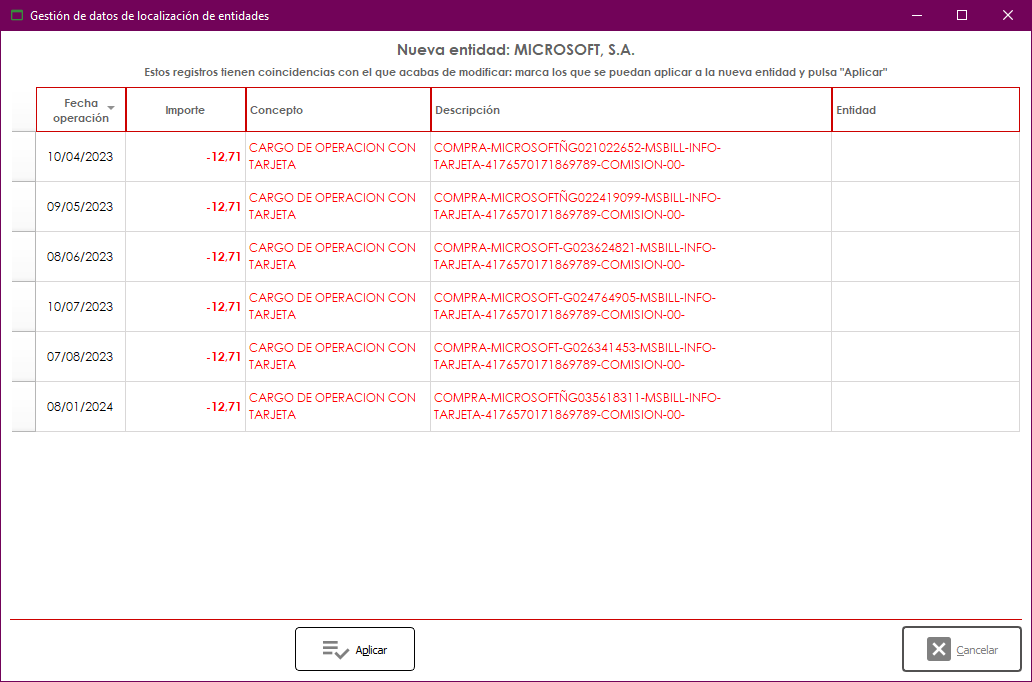 Gestión de datos de localización de entidades
Nueva entidad: MICROSOFT, S.A.
Estos registros tienen coincidencias con el que acabas de modificar: marca los que se puedan aplicar a la nueva entidad y pulsa "Aplicar"
Fecha
operación
Importe
Concepto
Descripción
Entidad
10/04/2023
-12,71
CARGO DE OPERACION CON
TARJETA
COMPRA-MICROSOFTÑG021022652-MSBILL-INFO-
TARJETA-4176570171869789-COMISION-00-
09/05/2023
-12,71
CARGO DE OPERACION CON
TARJETA
COMPRA-MICROSOFTÑG022419099-MSBILL-INFO-
TARJETA-4176570171869789-COMISION-00-
08/06/2023
-12,71
CARGO DE OPERACION CON
TARJETA
COMPRA-MICROSOFT-G023624821-MSBILL-INFO-
TARJETA-4176570171869789-COMISION-00-
10/07/2023
-12,71
CARGO DE OPERACION CON
TARJETA
COMPRA-MICROSOFT-G024764905-MSBILL-INFO-
TARJETA-4176570171869789-COMISION-00-
07/08/2023
-12,71
CARGO DE OPERACION CON
TARJETA
COMPRA-MICROSOFT-G026341453-MSBILL-INFO-
TARJETA-4176570171869789-COMISION-00-
08/01/2024
-12,71
CARGO DE OPERACION CON
TARJETA
COMPRA-MICROSOFTÑG035618311-MSBILL-INFO-
TARJETA-4176570171869789-COMISION-00-
Aplicar
Cancelar